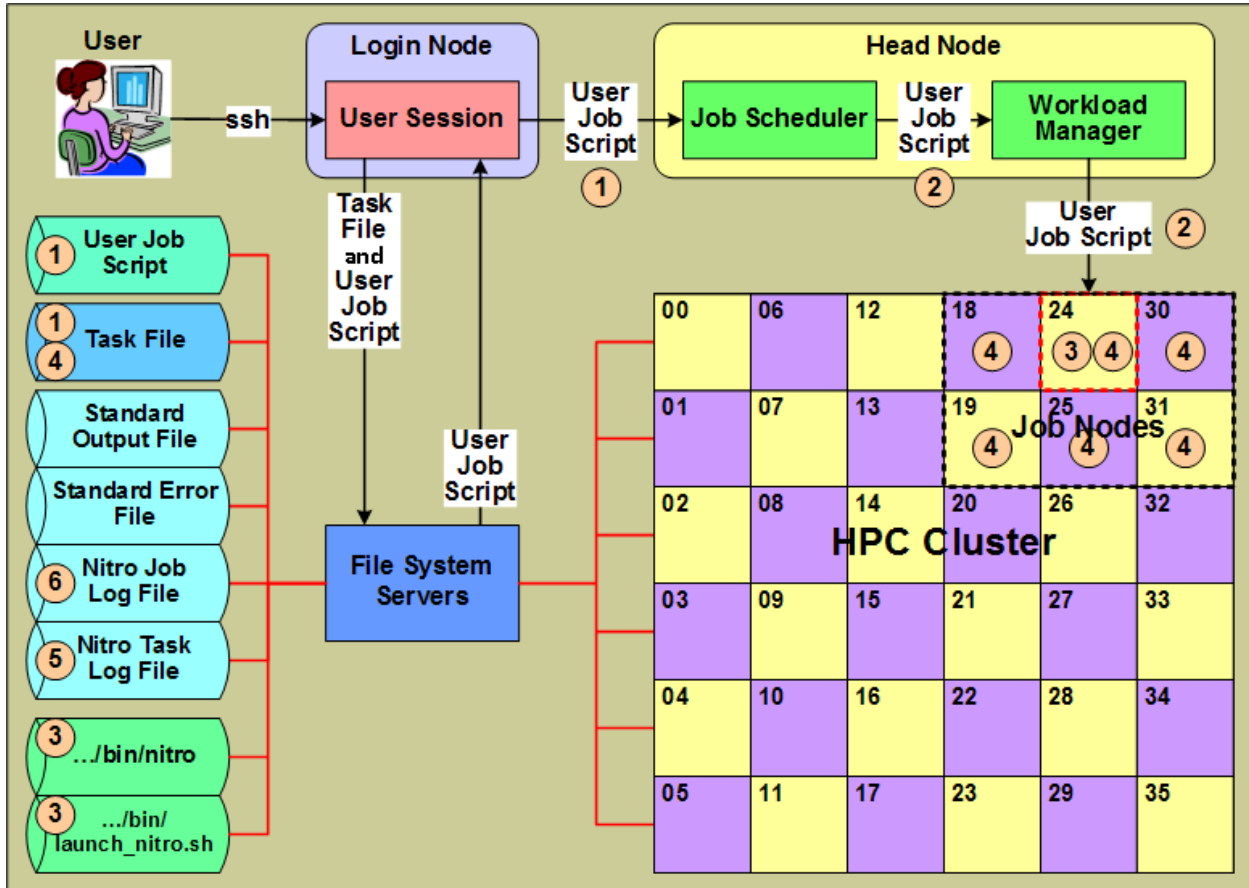 User
Login Node
Head Node
ssh
User Session
User
Job
Script
1
Job Scheduler
User
Job
Script
2
Workload
Manager
Task
File
and
User
Job
Script
User
Job Script
2
User
Job
Script
File System
Servers
1
User Job
Script
1
4
Task File
Standard
Output File
Standard Error
File
6
Nitro Job
Log File
5
Nitro Task
Log File
3
.../bin/nitro
3
.../bin/
launch_nitro.sh
00 06 12 18 24 30
4 3 4 4
01 07 13 19 25 31
Job Nodes
4 4 4
02 08 14 20 26 32
HPC Cluster
03 09 15 21 27 33
04 10 16 22 28 34
05 11 17 23 29 35